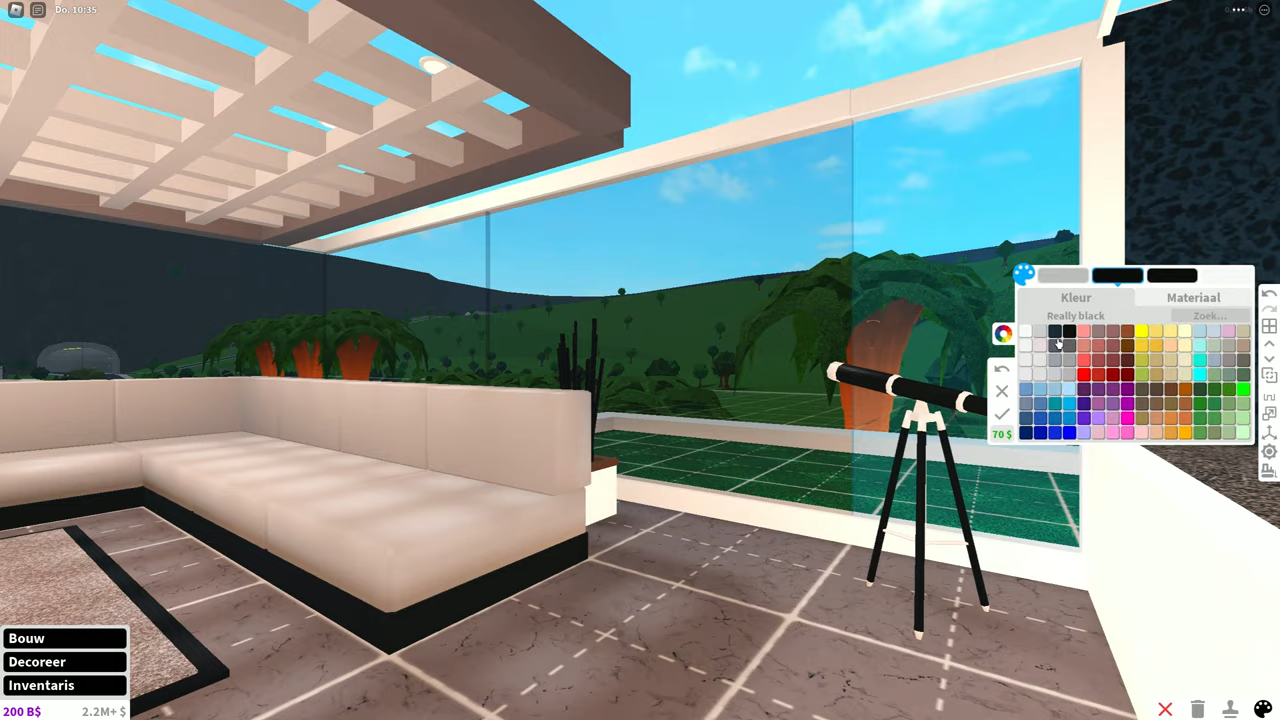 Do. 10:35
Kleur
Materiaal
Really black
Zoek...
70 $
Bouw
Decoreer
Inventaris
200 B$
2.2M+ $